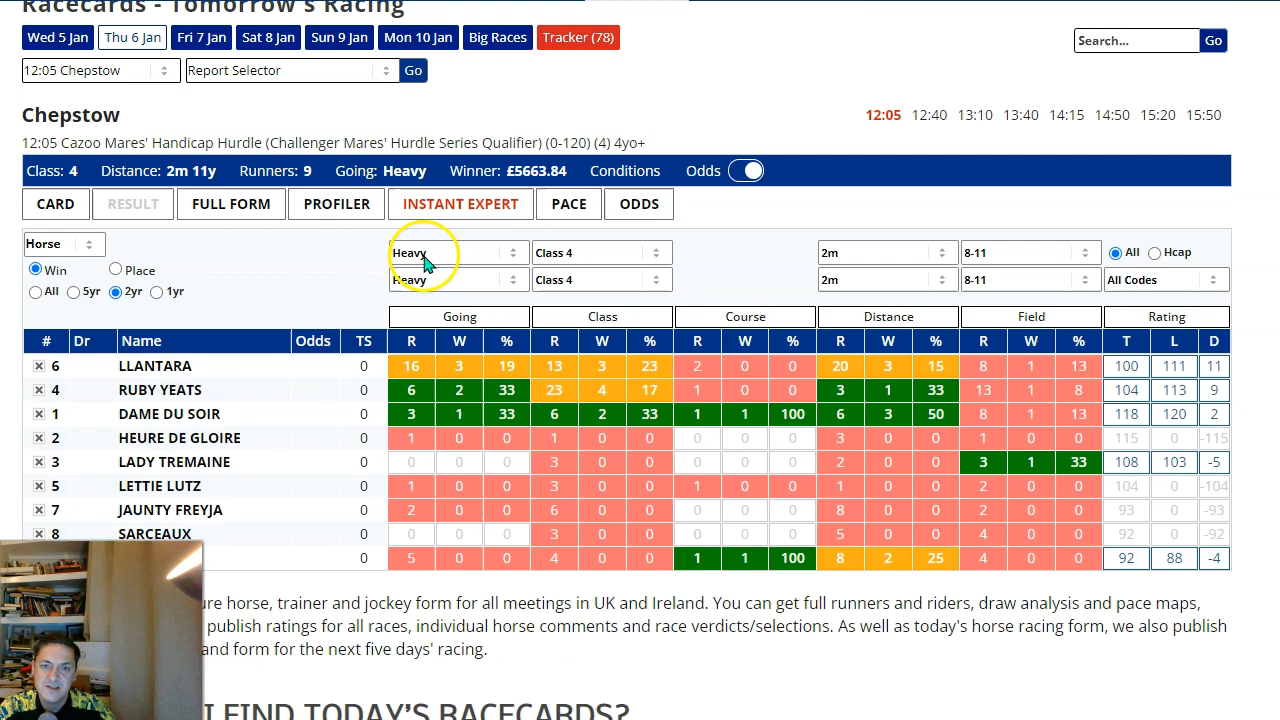 Racecards - Tomorrow's Racing
Wed 5 Jan Thu 6 Jan Fri 7 Jan Sat 8 Jan Sun 9 Jan Mon 10 Jan Big Races Tracker (78)
Search... Go
12:05 Chepstow Report Selector Go
Chepstow 12:05 12:40 13:10 13:40 14:15 14:50 15:20 15:50
12:05 Cazoo Mares' Handicap Hurdle (Challenger Mares' Hurdle Series Qualifier) (0-120) (4) 4yo+
Class: 4 Distance: 2m 11y Runners: 9 Going: Heavy Winner: £5663.84 Conditions Odds
CARD RESULT FULL FORM PROFILER INSTANT EXPERT PACE ODDS
Horse Heavy Class 4 2m 8-11 All Hcap
Win Place
Heavy Class 4 2m 8-11 All Codes
All 5yr 2yr 1yr
Going Class Course Distance Field Rating
# Dr Name Odds TS R W % R W % R W % R W % R W % T L D
6 LLANTARA 0 16 3 19 13 3 23 2 0 0 20 3 15 8 1 13 100 111 11
4 RUBY YEATS 0 6 2 33 23 4 17 1 0 0 3 1 33 13 1 8 104 113 9
1 DAME DU SOIR 0 3 1 33 6 2 33 1 1 100 6 3 50 8 1 13 118 120 2
2 HEURE DE GLOIRE 0 1 0 0 1 0 0 0 0 0 3 0 0 1 0 0 115 0 -115
3 LADY TREMAINE 0 0 0 0 3 0 0 0 0 0 2 0 0 3 1 33 108 103 -5
5 LETTIE LUTZ 0 1 0 0 3 0 0 1 0 0 1 0 0 2 0 0 104 0 -104
7 JAUNTY FREYJA 0 2 0 0 6 0 0 0 0 0 8 0 0 2 0 0 93 0 -93
8 SARCEAUX 0 0 0 0 3 0 0 0 0 0 5 0 0 4 0 0 92 0 -92
0 5 0 0 4 0 0 1 1 100 8 2 25 4 0 0 92 88 -4
ure horse, trainer and jockey form for all meetings in UK and Ireland. You can get full runners and riders, draw analysis and pace maps,
publish ratings for all races, individual horse comments and race verdicts/selections. As well as today's horse racing form, we also publish
and form for the next five days' racing.
I FIND TODAY'S RACECARDS?